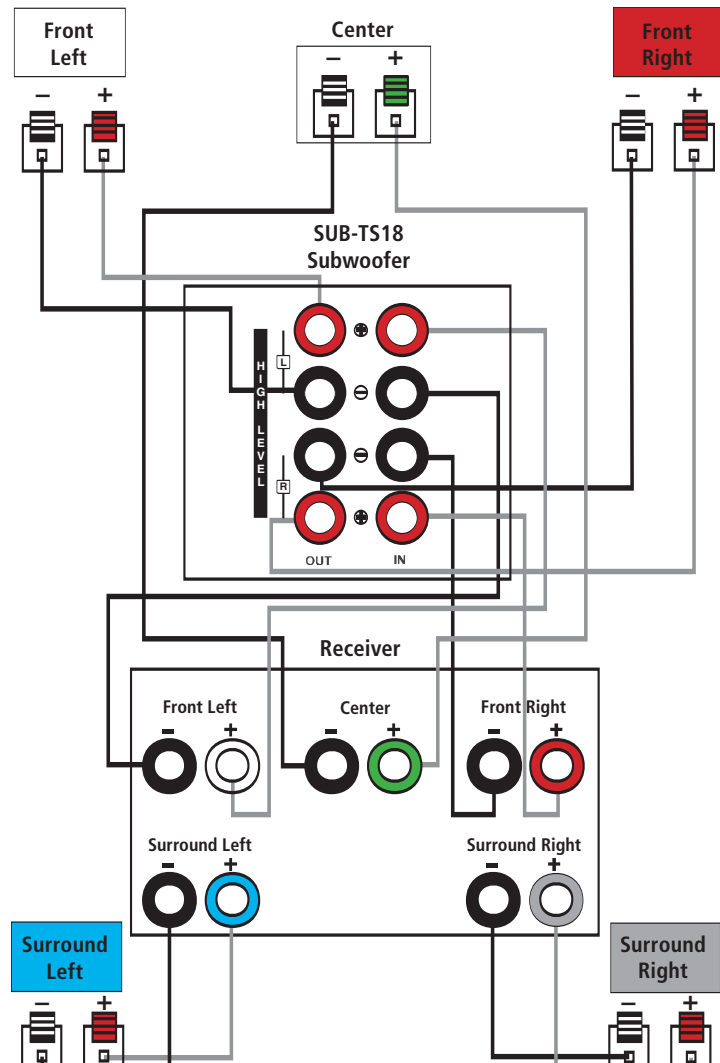 Front
Left
Center
Front
Right
– +
– +
– +
SUB-TS18
Subwoofer
HIGH LEVEL
L
R
OUT IN
Receiver
Front Left
Center
Front Right
- +
- +
- +
Surround Left
Surround Right
- +
- +
Surround
Left
Surround
Right
– +
– +